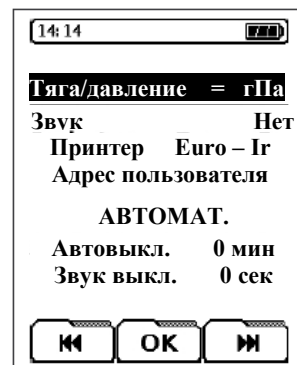 14:14
Тяга/давление = гПа
Звук Нет
Принтер Euro – Ir
Адрес пользователя
АВТОМАТ.
Автовыкл. 0 мин
Звук выкл. 0 сек
OK